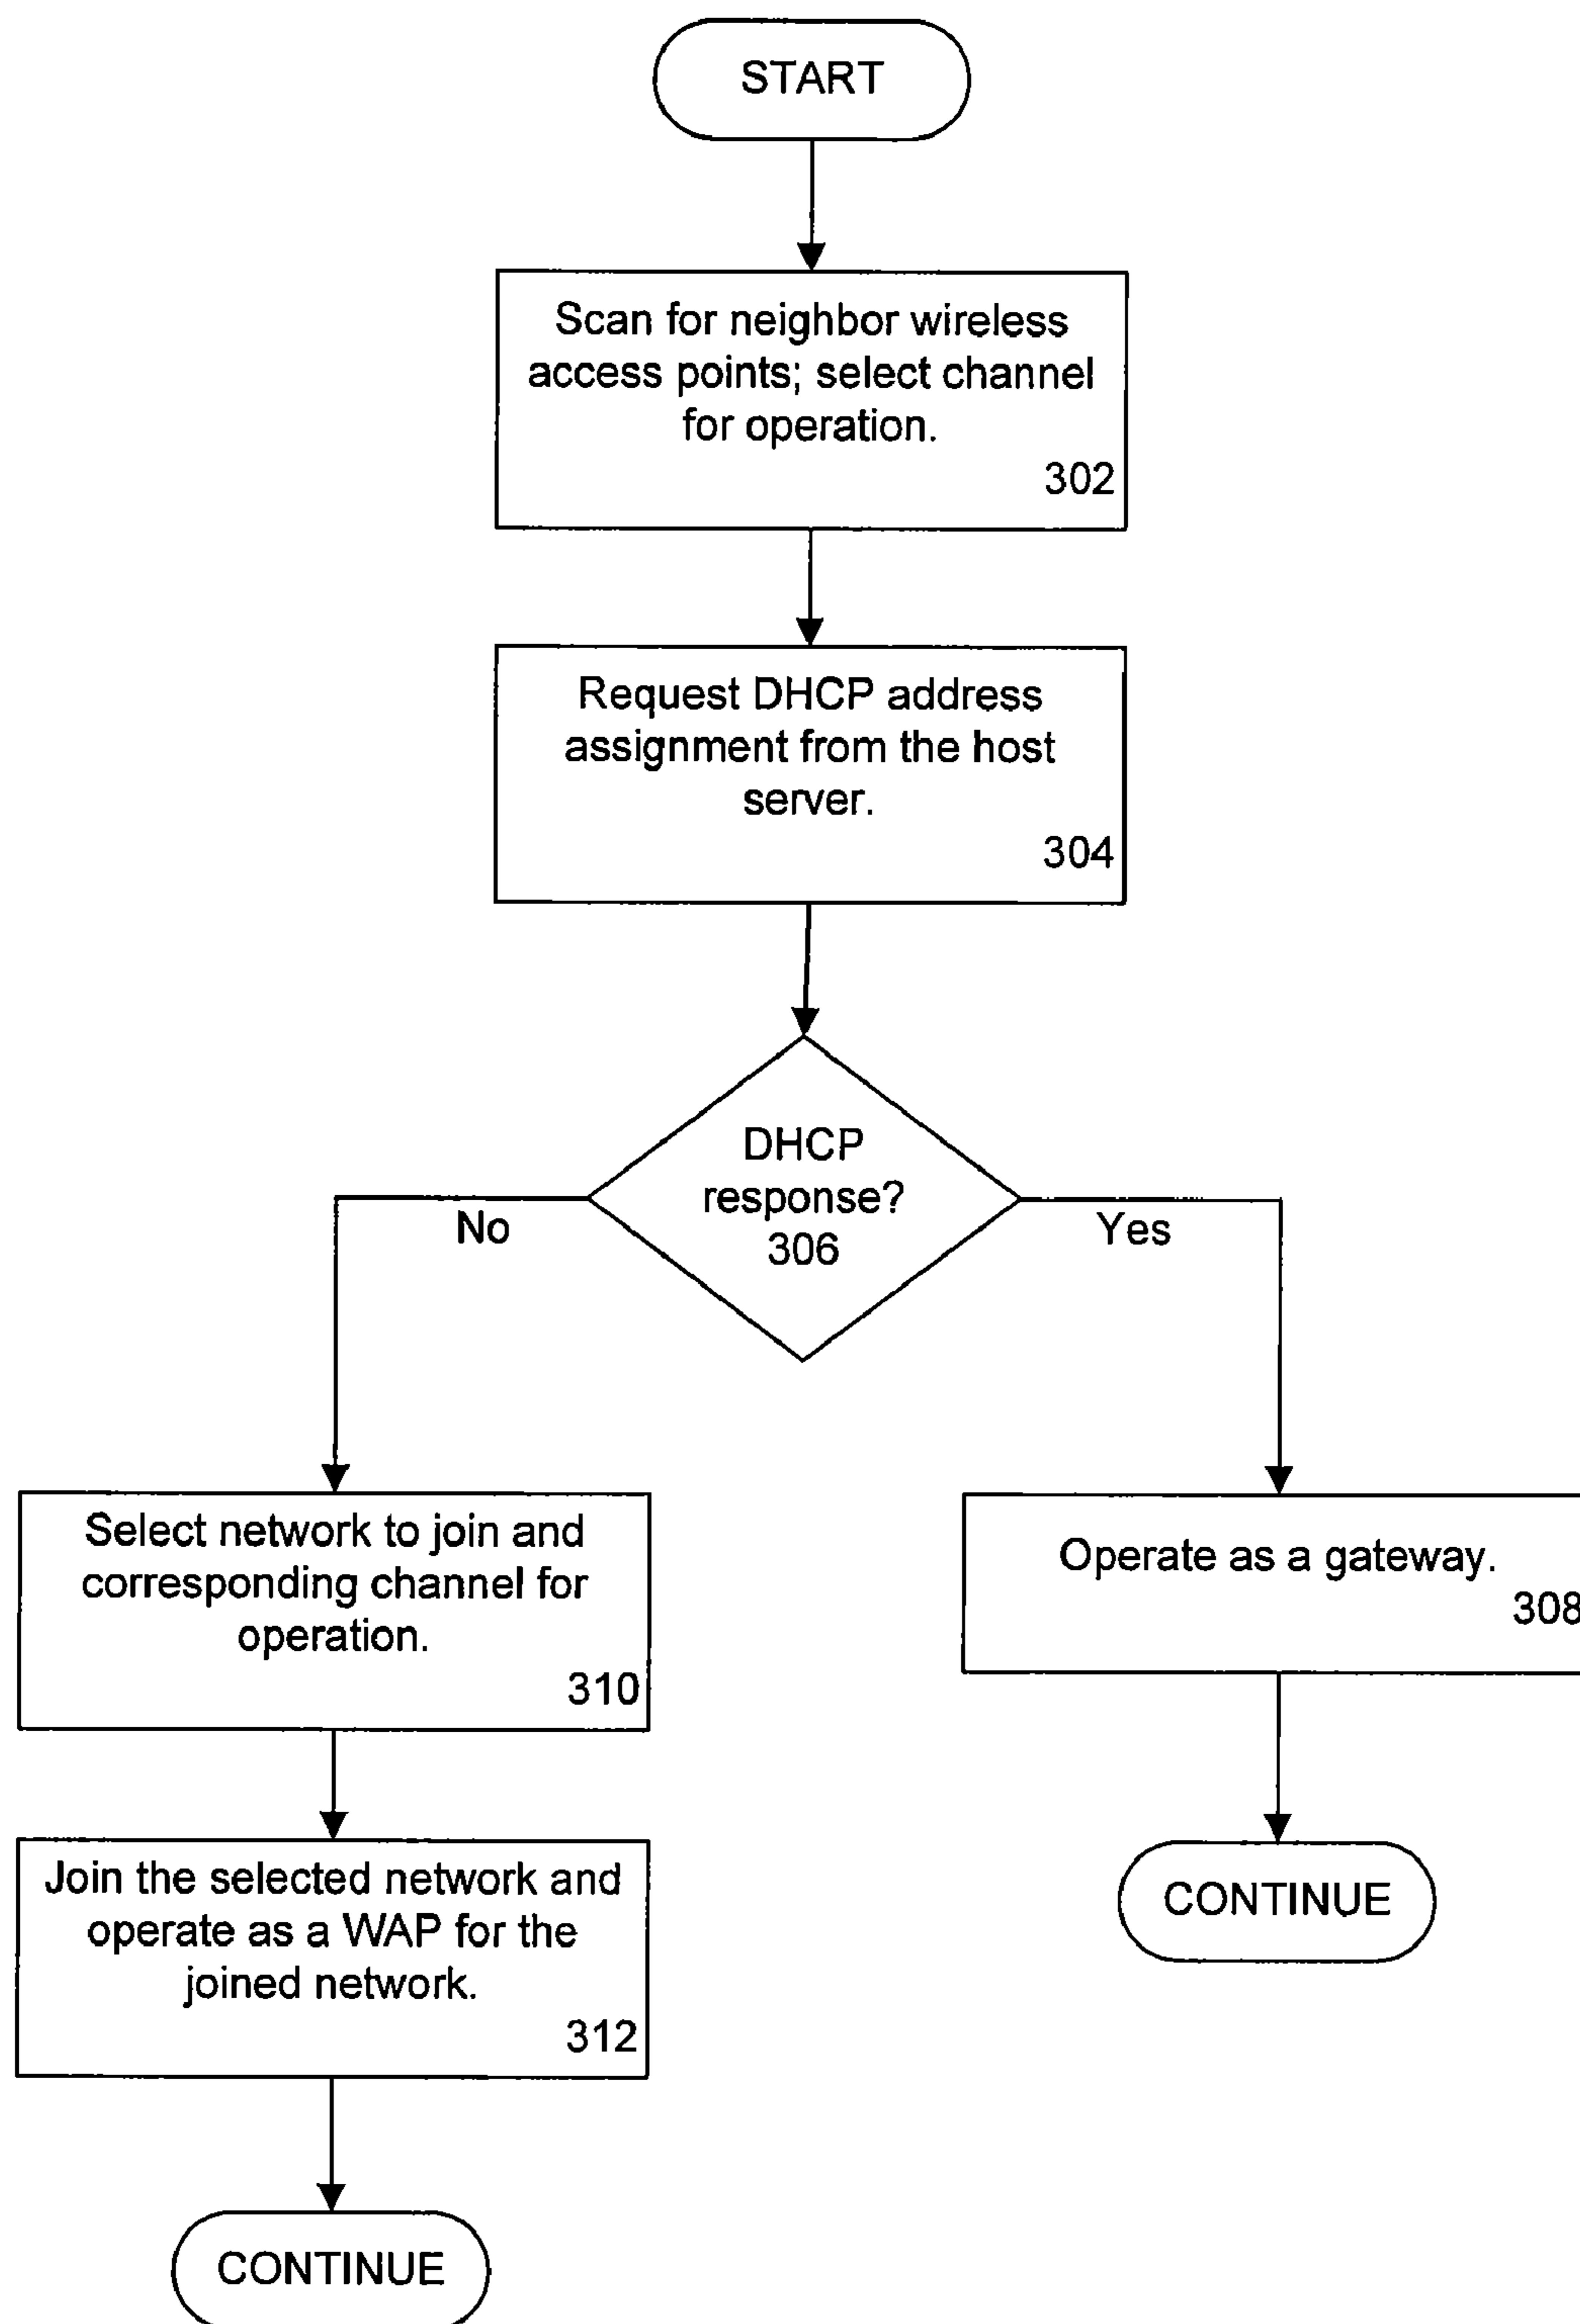 START
Scan for neighbor wireless
access points; select channel
for operation.
302
Request DHCP address
assignment from the host
server.
304
DHCP
response?
306
No
Yes
Select network to join and
corresponding channel for
operation.
310
Operate as a gateway.
308
Join the selected network and
operate as a WAP for the
joined network.
312
CONTINUE
CONTINUE